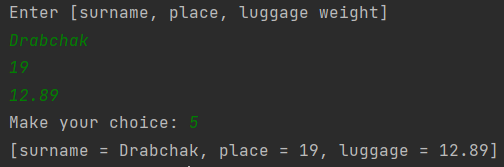 Enter [surname, place, luggage weight]
Drabchak
19
12.89
Make your choice: 5
[surname = Drabchak, place = 19, luggage = 12.89]